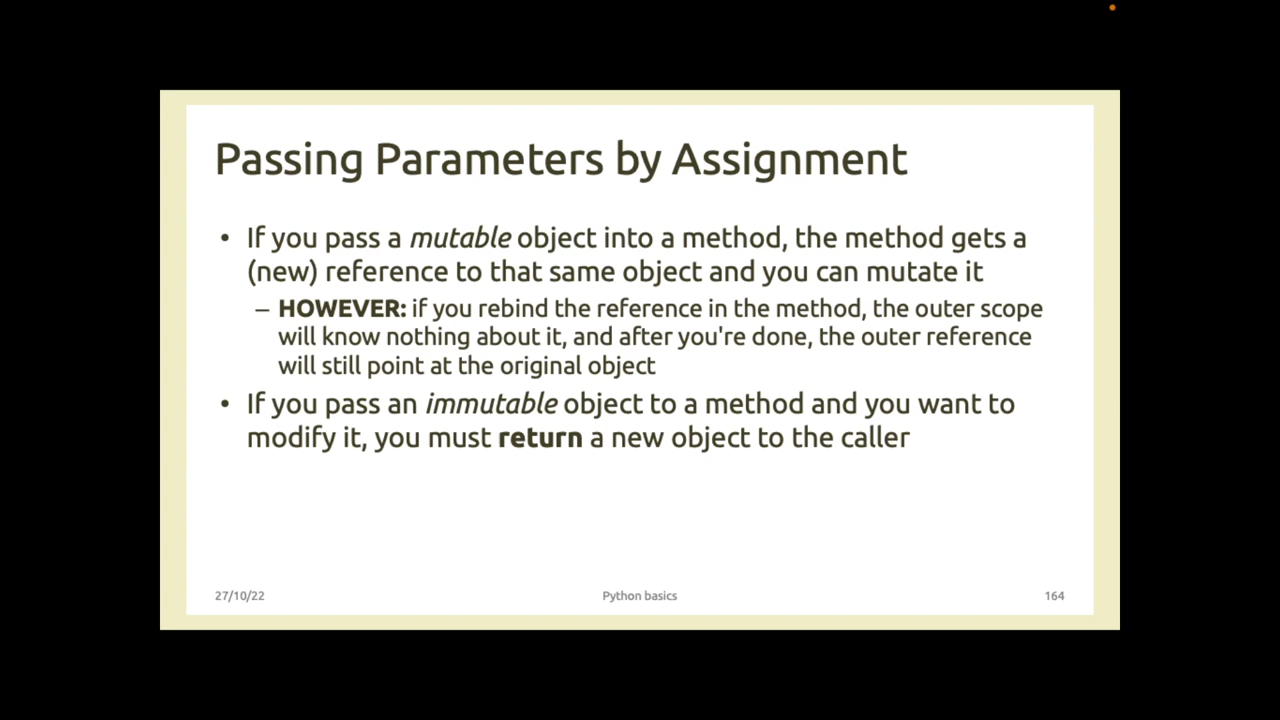 Passing Parameters by Assignment
• If you pass a mutable object into a method, the method gets a
(new) reference to that same object and you can mutate it
– HOWEVER: if you rebind the reference in the method, the outer scope
will know nothing about it, and after you're done, the outer reference
will still point at the original object
• If you pass an immutable object to a method and you want to
modify it, you must return a new object to the caller
27/10/22
Python basics
164